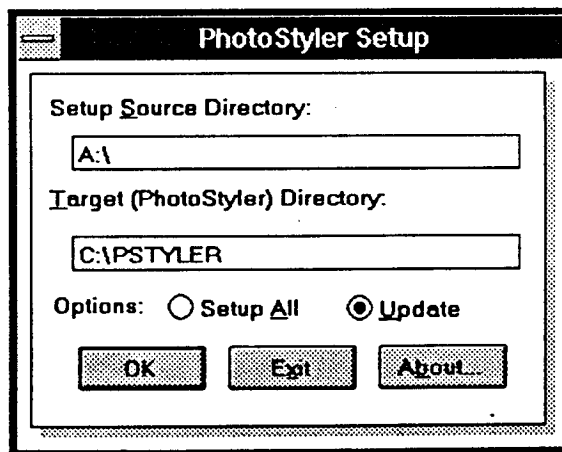 PhotoStyler Setup
Setup Source Directory:
A:\
Target (PhotoStyler) Directory:
C:\PSTYLER
Options: Setup All Update
OK Exit About...